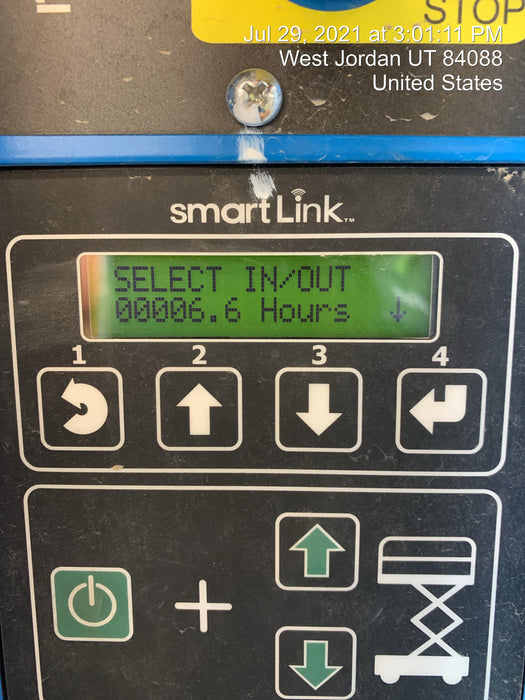 STOP
Jul 29, 2021 at 3:01:11 PM
West Jordan UT 84088
United States
smartLink™
SELECT IN/OUT
00006.6 Hours ↓
1 2 3 4